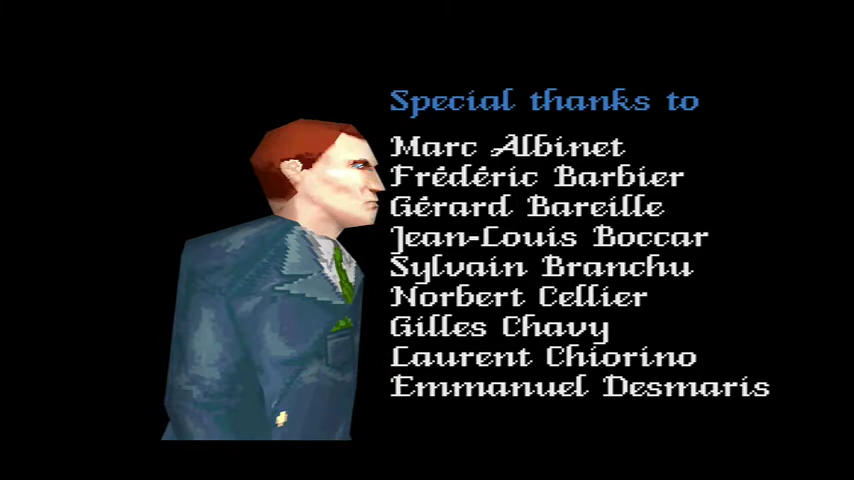 Special thanks to
Marc Albinet
Frédéric Barbier
Gérard Bareille
Jean-Louis Boccar
Sylvain Branchu
Norbert Cellier
Gilles Chavy
Laurent Chiorino
Emmanuel Desmaris